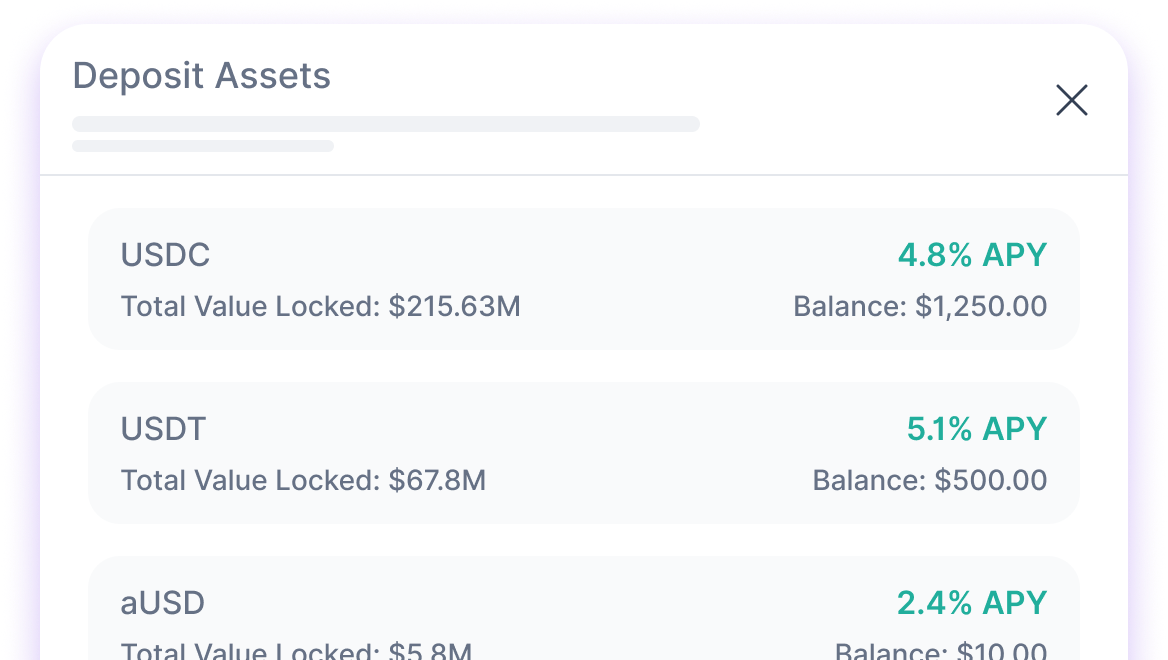 Deposit Assets
USDC
4.8% APY
Total Value Locked: $215.63M
Balance: $1,250.00
USDT
5.1% APY
Total Value Locked: $67.8M
Balance: $500.00
aUSD
2.4% APY
Total Value Locked: $5.8M
Balance: $10.00